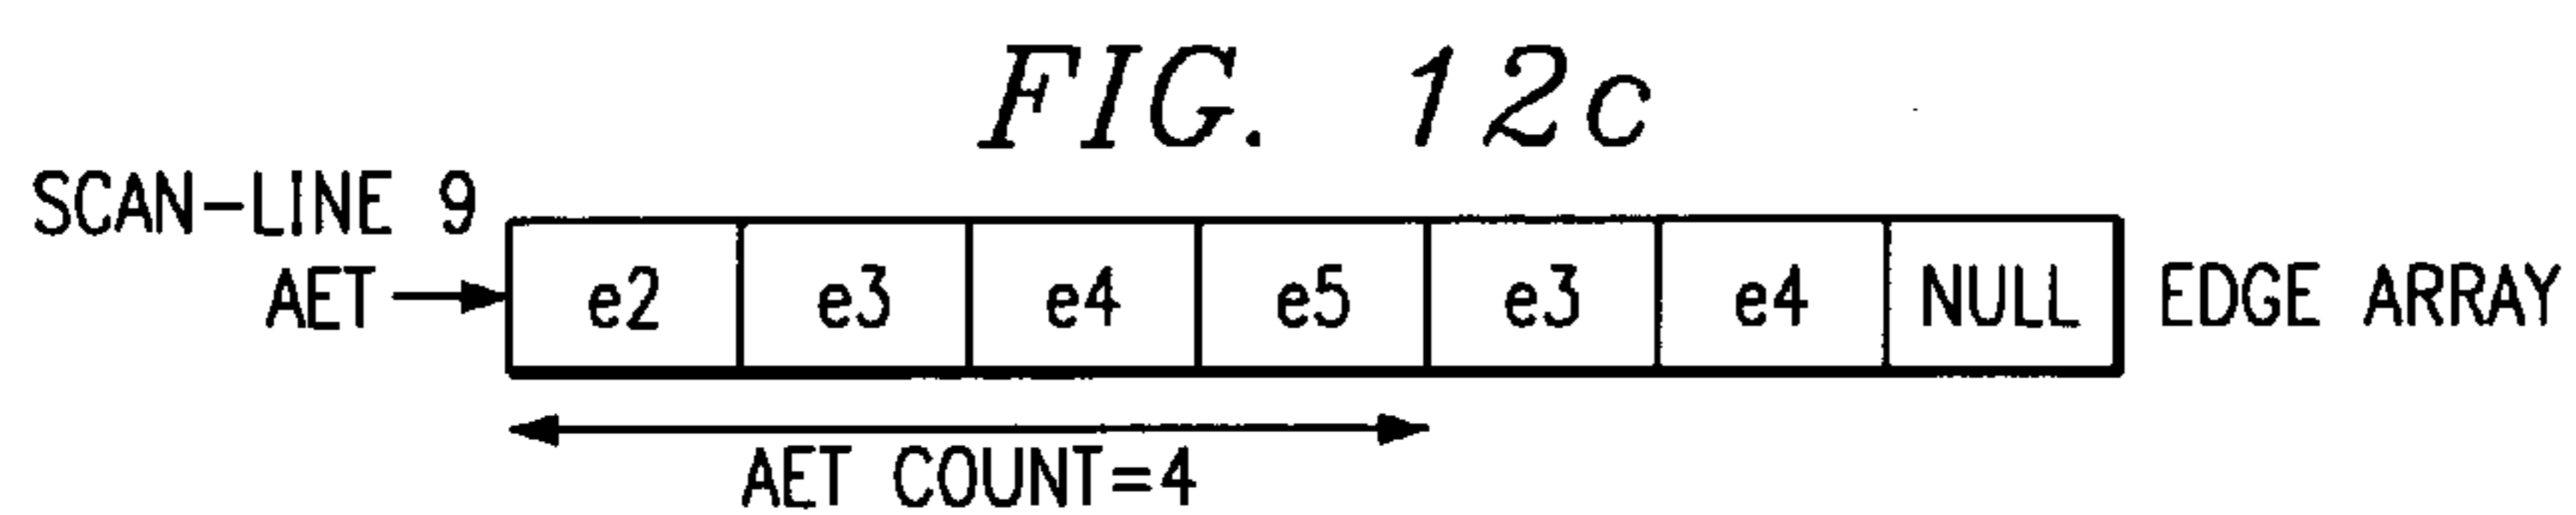 FIG. 12c
SCAN-LINE 9
AET e2 e3 e4 e5 e3 e4 NULL EDGE ARRAY
AET COUNT=4